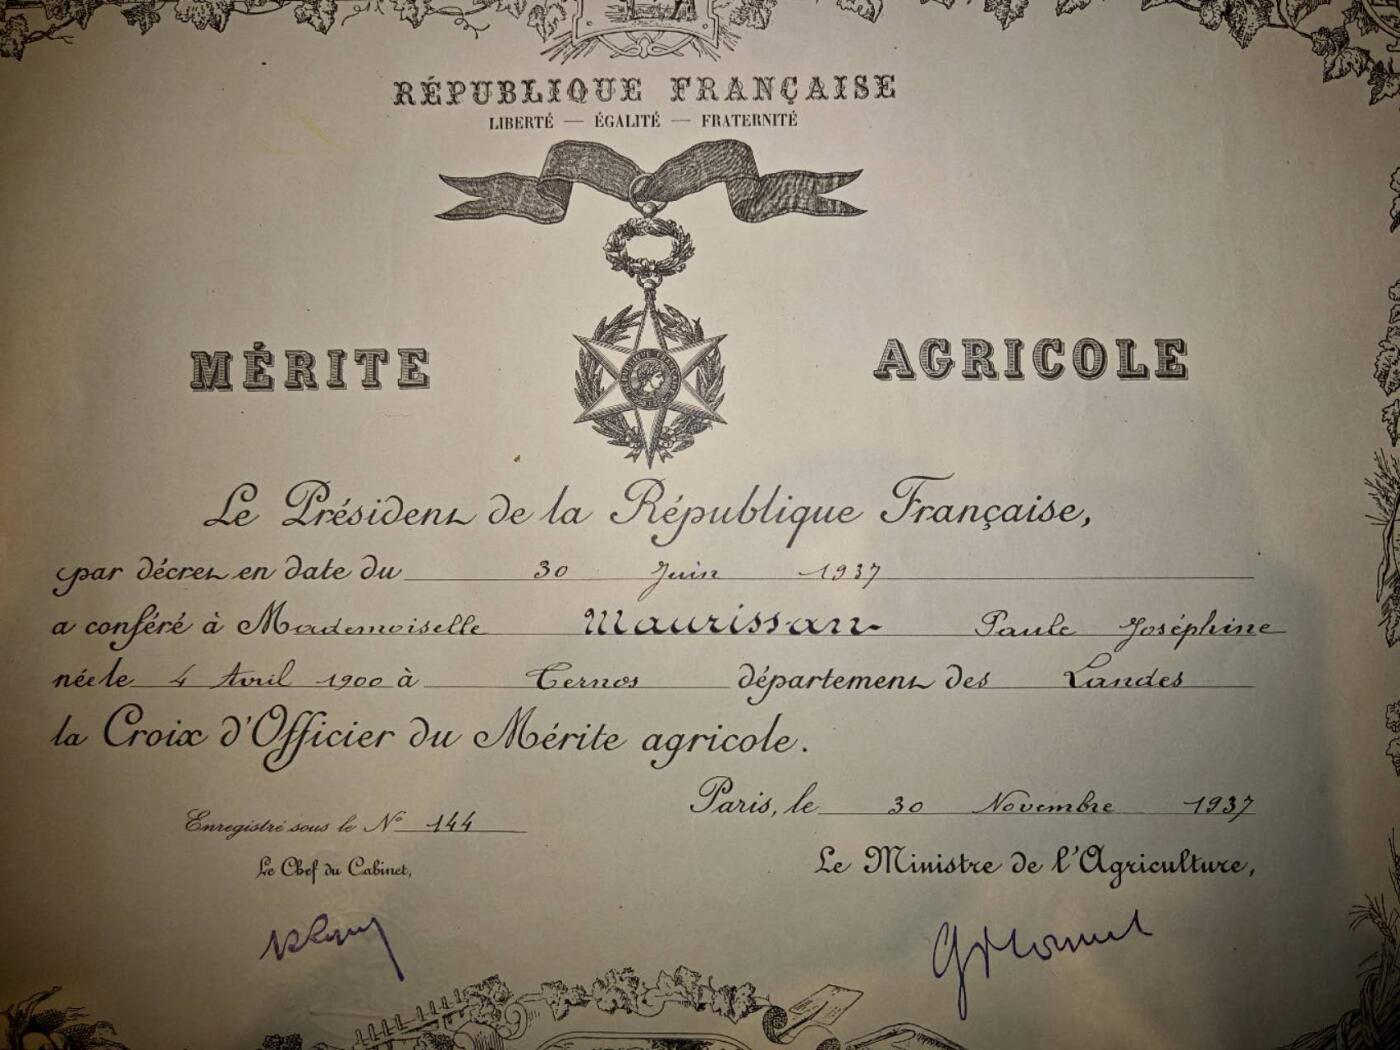 RÉPUBLIQUE FRANÇAISE
LIBERTÉ — ÉGALITÉ — FRATERNITÉ
MÉRITE AGRICOLE
Le Président de la République Française,
par décret en date du 30 Juin 1937
a conféré à Mademoiselle Maurissan Paule Joséphine
née le 4 Avril 1900 à Ternos département des Landes
la Croix d'Officier du Mérite agricole.
Paris, le 30 Novembre 1937
Enregistré sous le No 144
Le Chef du Cabinet,
Le Ministre de l'Agriculture,